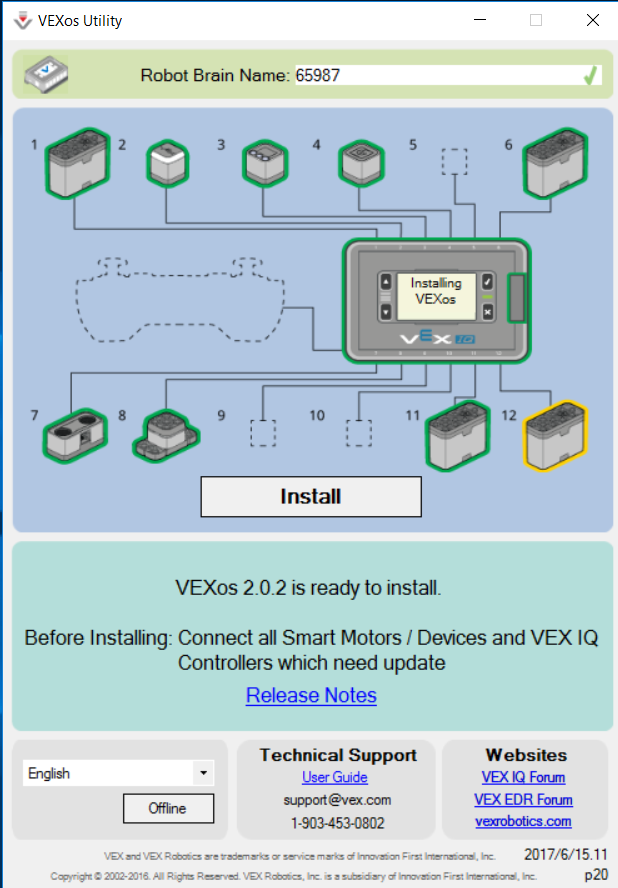 VEXos Utility
Robot Brain Name: 65987
1 2 3 4 5 6
Installing
VEXos
VEX IQ
7 8 9 10 11 12
Install
VEXos 2.0.2 is ready to install.
Before Installing: Connect all Smart Motors / Devices and VEX IQ
Controllers which need update
Release Notes
English
Offline
Technical Support
User Guide
support@vex.com
1-903-453-0802
Websites
VEX IQ Forum
VEX EDR Forum
vexrobotics.com
VEX and VEX Robotics are trademarks or service marks of Innovation First International, Inc.
2017/6/15.11
Copyright © 2002-2016. All Rights Reserved. VEX Robotics, Inc. is a subsidiary of Innovation First International, Inc.
p20